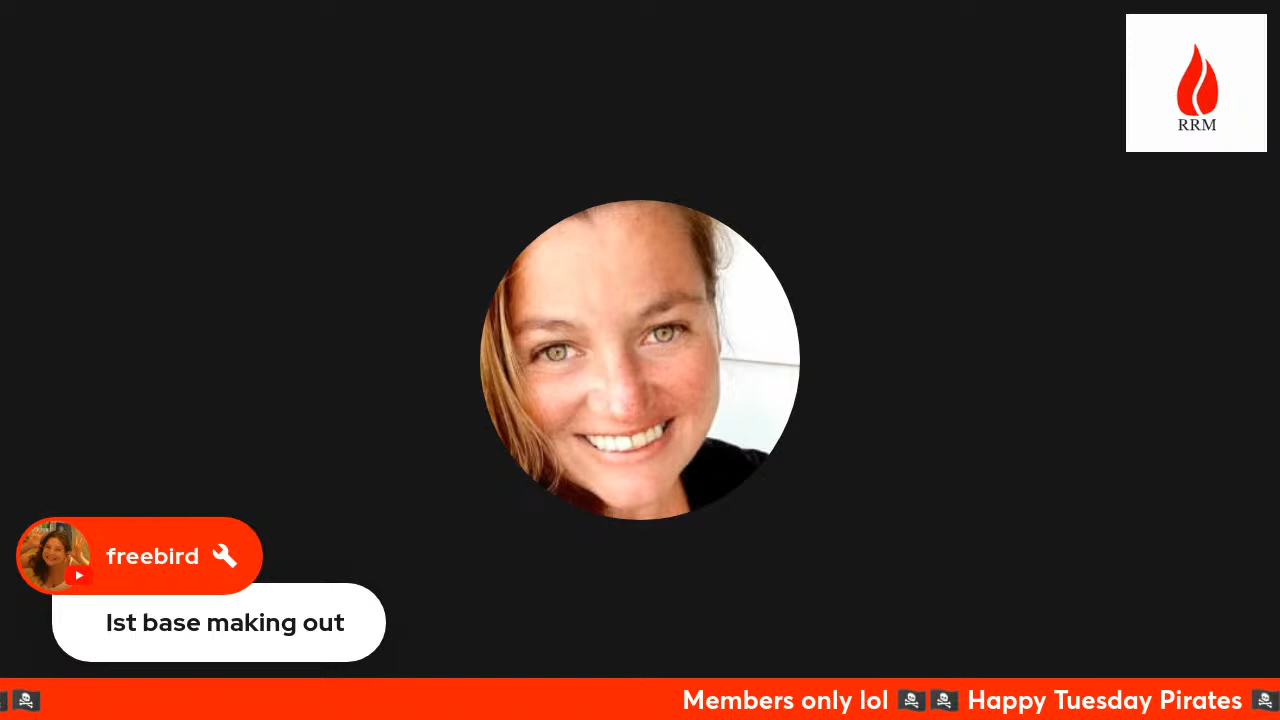 RRM
freebird
Ist base making out
Members only lol 🏴‍☠️🏴‍☠️ Happy Tuesday Pirates 🏴‍☠️